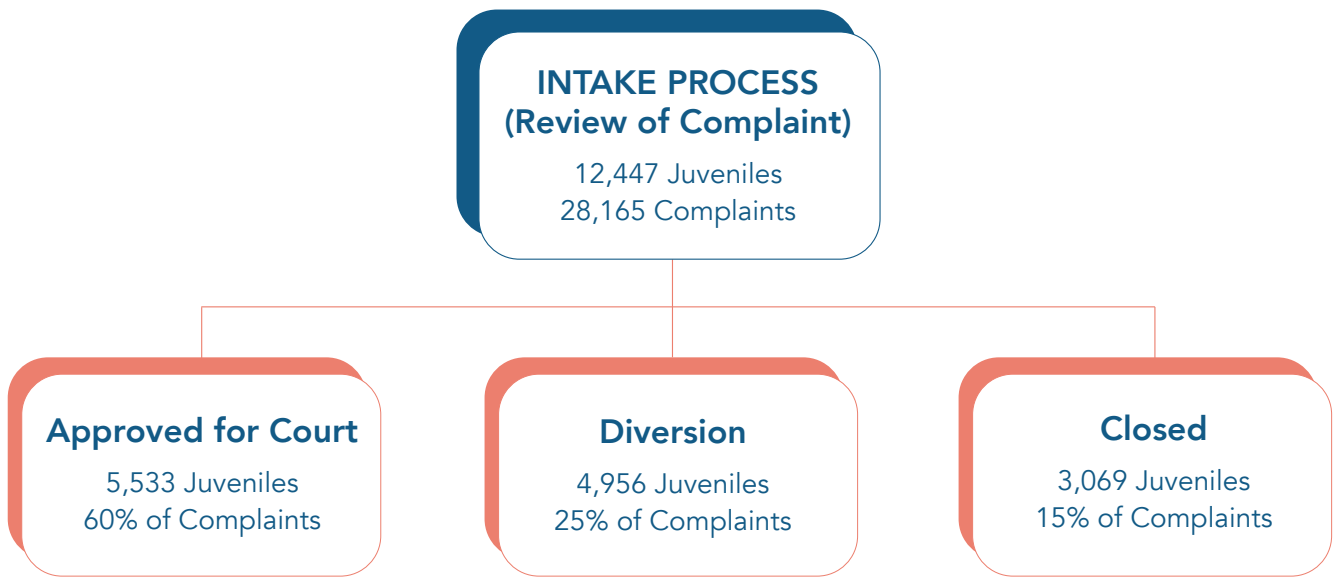 INTAKE PROCESS
(Review of Complaint)
12,447 Juveniles
28,165 Complaints
Approved for Court
5,533 Juveniles
60% of Complaints
Diversion
4,956 Juveniles
25% of Complaints
Closed
3,069 Juveniles
15% of Complaints